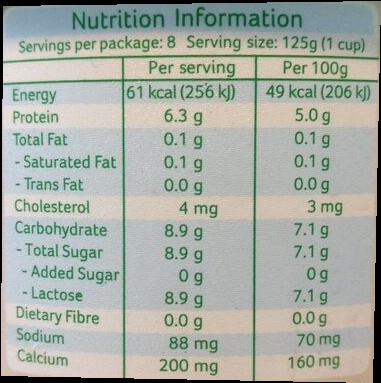 Nutrition Information
Servings per package: 8 Serving size: 125g (1 cup)
Per serving Per 100g
Energy 61 kcal (256 kJ) 49 kcal (206 kJ)
Protein 6.3 g 5.0 g
Total Fat 0.1 g 0.1 g
- Saturated Fat 0.1 g 0.1 g
- Trans Fat 0.0 g 0.0 g
Cholesterol 4 mg 3 mg
Carbohydrate 8.9 g 7.1 g
- Total Sugar 8.9 g 7.1 g
- Added Sugar 0 g 0 g
- Lactose 8.9 g 7.1 g
Dietary Fibre 0.0 g 0.0 g
Sodium 88 mg 70 mg
Calcium 200 mg 160 mg